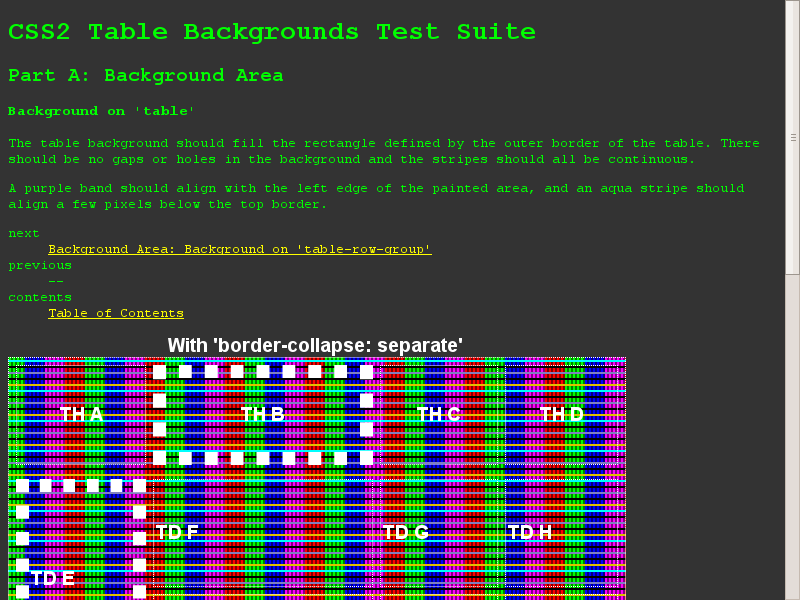 CSS2 Table Backgrounds Test Suite
Part A: Background Area
Background on 'table'
The table background should fill the rectangle defined by the outer border of the table. There
should be no gaps or holes in the background and the stripes should all be continuous.
A purple band should align with the left edge of the painted area, and an aqua stripe should
align a few pixels below the top border.
next
Background Area: Background on 'table-row-group'
previous
--
contents
Table of Contents
With 'border-collapse: separate'
TH A TH B TH C TH D
TD F TD G TD H
TD E